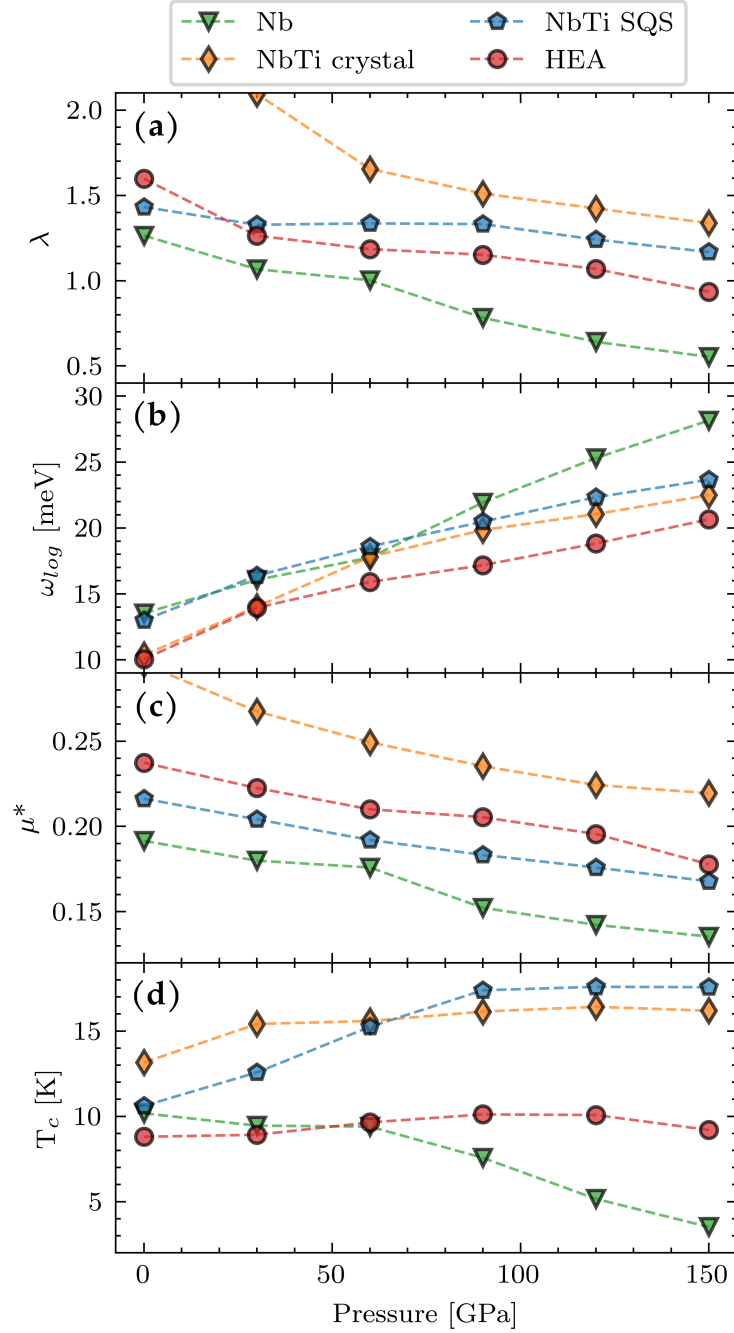 Nb NbTi SQS
NbTi crystal HEA
(a)
2.0
1.5
1.0
0.5
λ
(b)
30
25
20
15
10
ω_log [meV]
(c)
0.25
0.20
0.15
μ*
(d)
15
10
5
T_c [K]
0 50 100 150
Pressure [GPa]